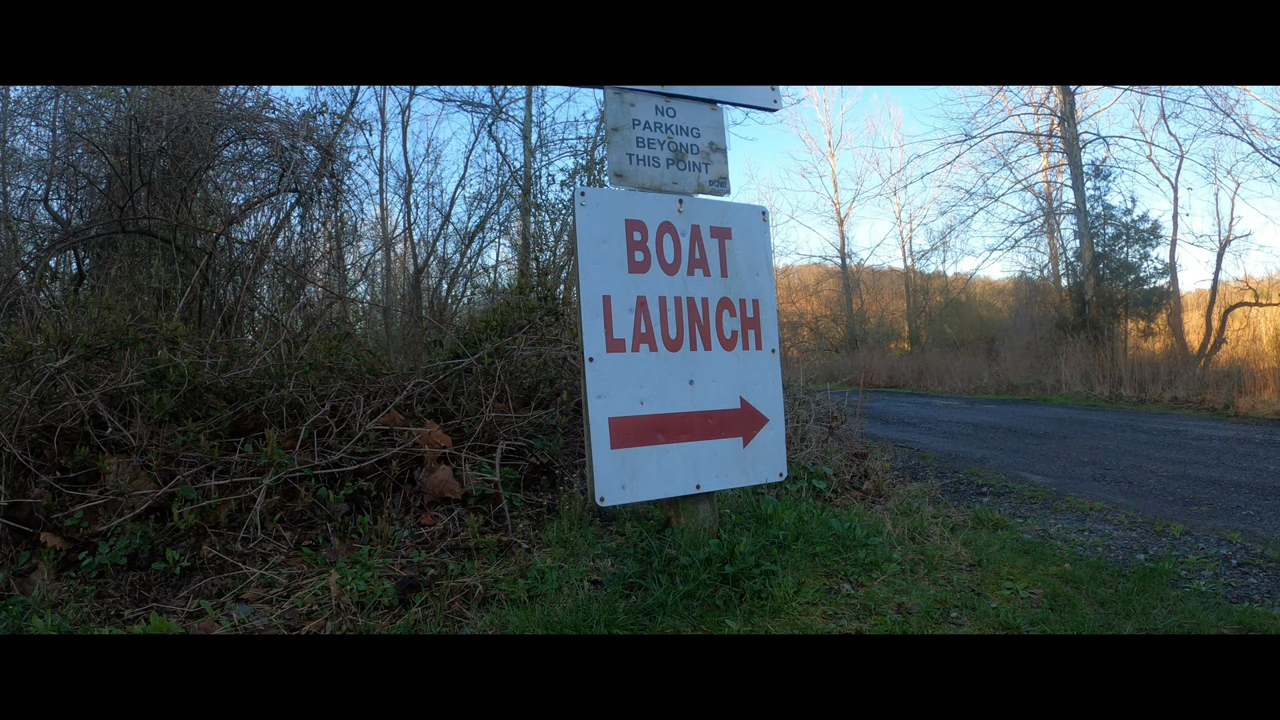 NO
PARKING
BEYOND
THIS POINT
BOAT
LAUNCH